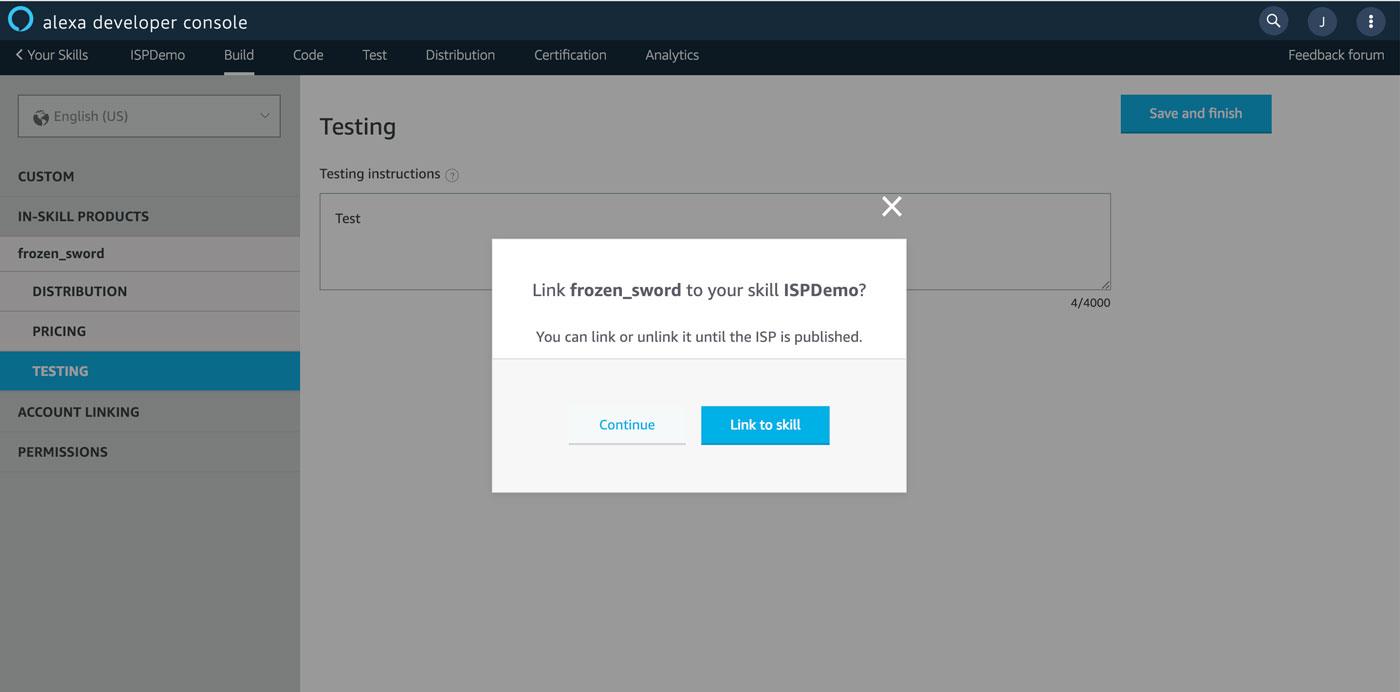 alexa developer console
J
Your Skills
ISPDemo
Build
Code
Test
Distribution
Certification
Analytics
Feedback forum
English (US)
CUSTOM
IN-SKILL PRODUCTS
frozen_sword
DISTRIBUTION
PRICING
TESTING
ACCOUNT LINKING
PERMISSIONS
Testing
Save and finish
Testing instructions ?
Test
4/4000
Link frozen_sword to your skill ISPDemo?
You can link or unlink it until the ISP is published.
Continue
Link to skill